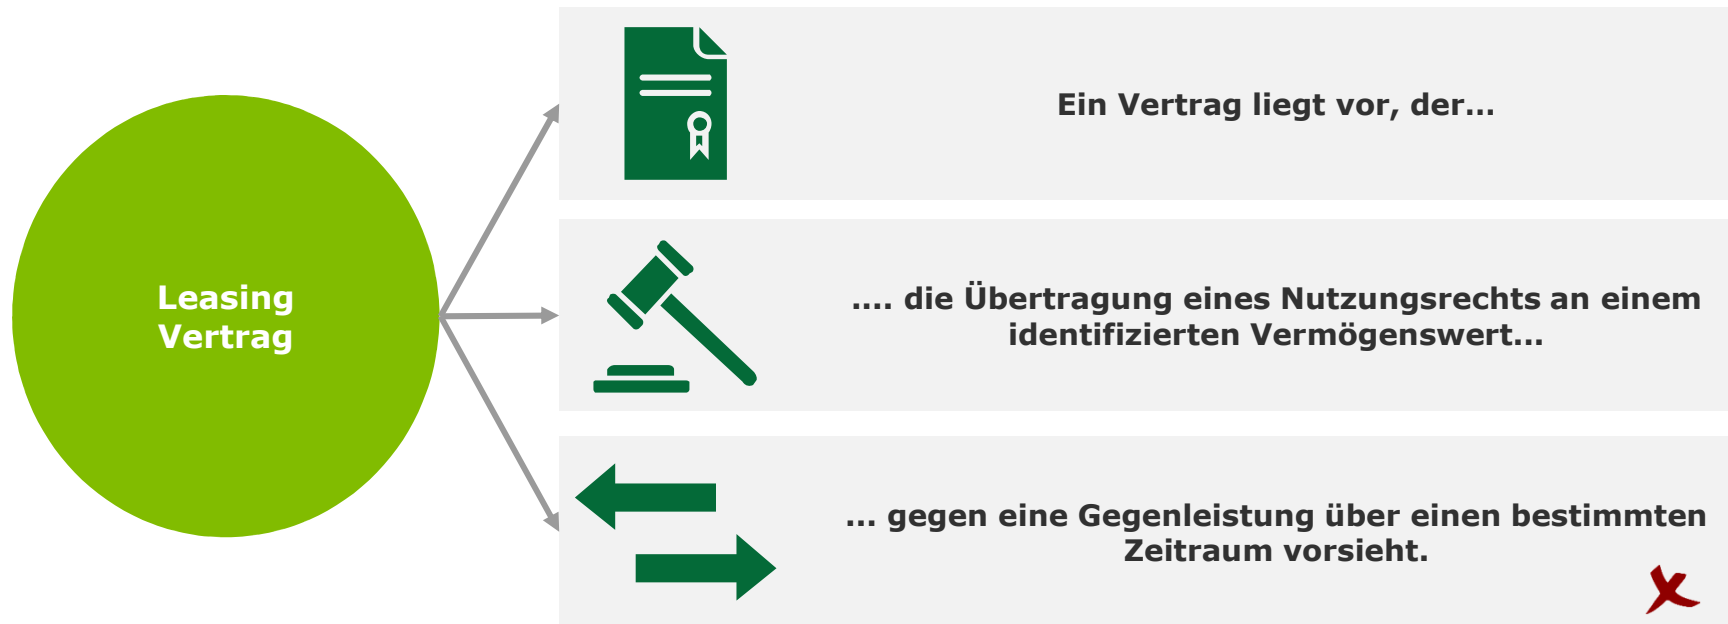 Leasing
Vertrag
Ein Vertrag liegt vor, der...
.... die Übertragung eines Nutzungsrechts an einem
identifizierten Vermögenswert...
... gegen eine Gegenleistung über einen bestimmten
Zeitraum vorsieht.